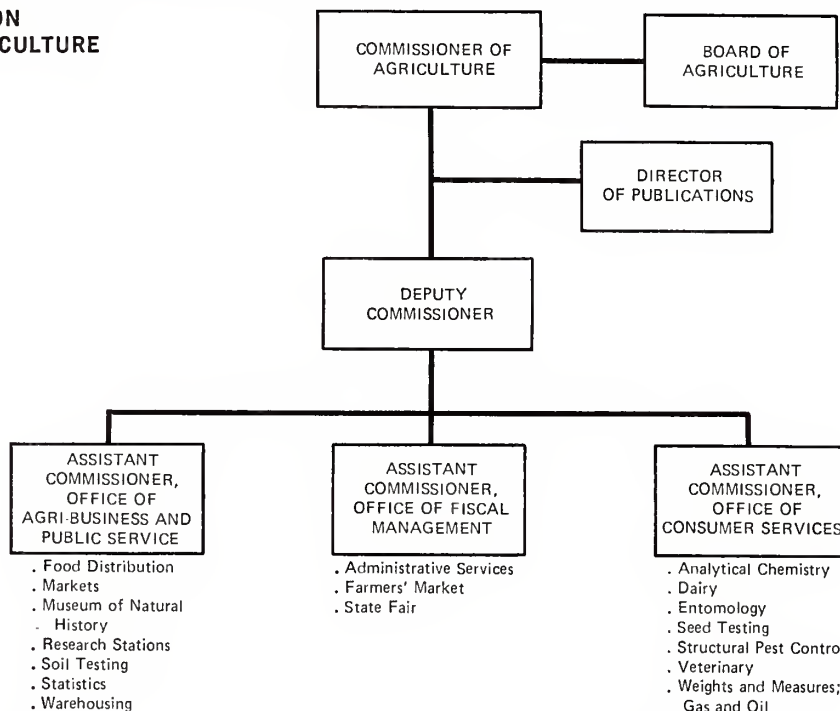 ON
CULTURE
COMMISSIONER OF
AGRICULTURE
BOARD OF
AGRICULTURE
DIRECTOR
OF PUBLICATIONS
DEPUTY
COMMISSIONER
ASSISTANT
COMMISSIONER,
OFFICE OF
AGRI-BUSINESS AND
PUBLIC SERVICE
. Food Distribution
. Markets
. Museum of Natural
- History
. Research Stations
. Soil Testing
. Statistics
. Warehousing
ASSISTANT
COMMISSIONER,
OFFICE OF FISCAL
MANAGEMENT
. Administrative Services
. Farmers' Market
. State Fair
ASSISTANT
COMMISSIONER,
OFFICE OF
CONSUMER SERVICES
. Analytical Chemistry
. Dairy
. Entomology
. Seed Testing
. Structural Pest Contro
. Veterinary
. Weights and Measures;
Gas and Oil